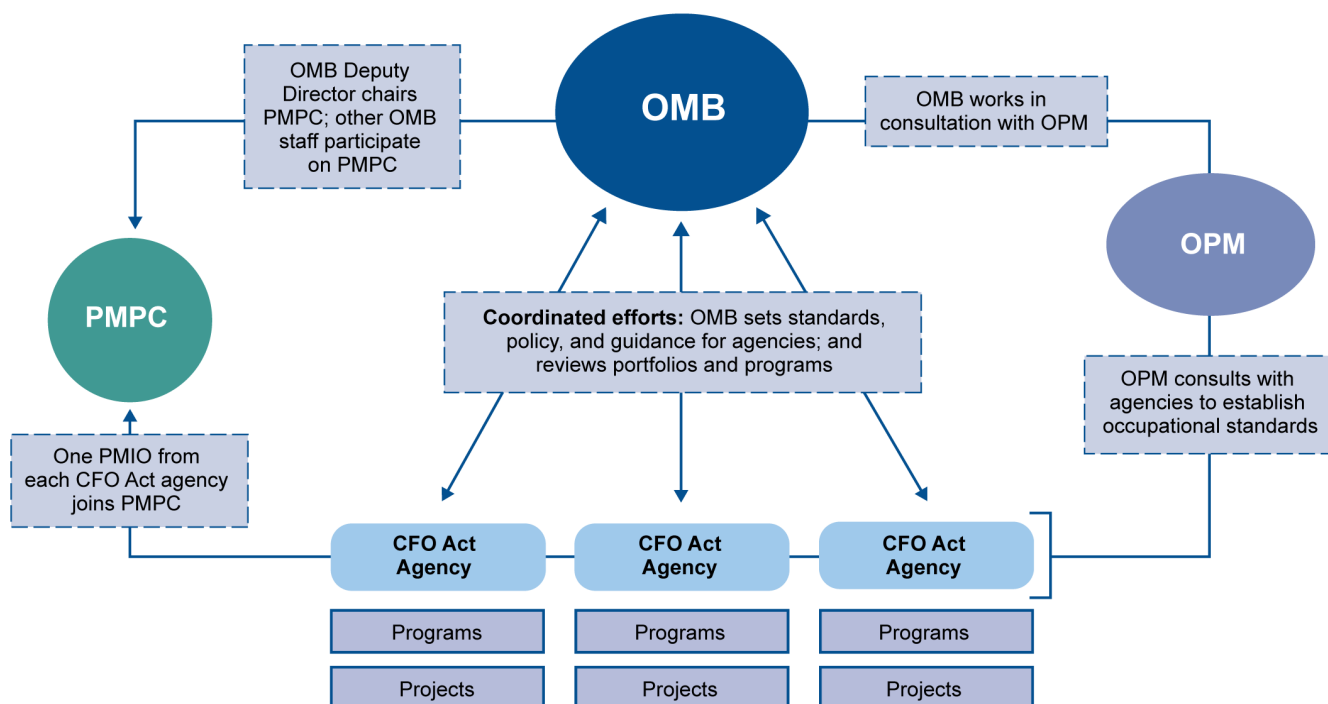 OMB Deputy
Director chairs
PMPC; other OMB
staff participate
on PMPC
OMB
OMB works in
consultation with OPM
PMPC
OPM
Coordinated efforts: OMB sets standards,
policy, and guidance for agencies; and
reviews portfolios and programs
OPM consults with
agencies to establish
occupational standards
One PMIO from
each CFO Act agency
joins PMPC
CFO Act
Agency
CFO Act
Agency
CFO Act
Agency
Programs
Programs
Programs
Projects
Projects
Projects